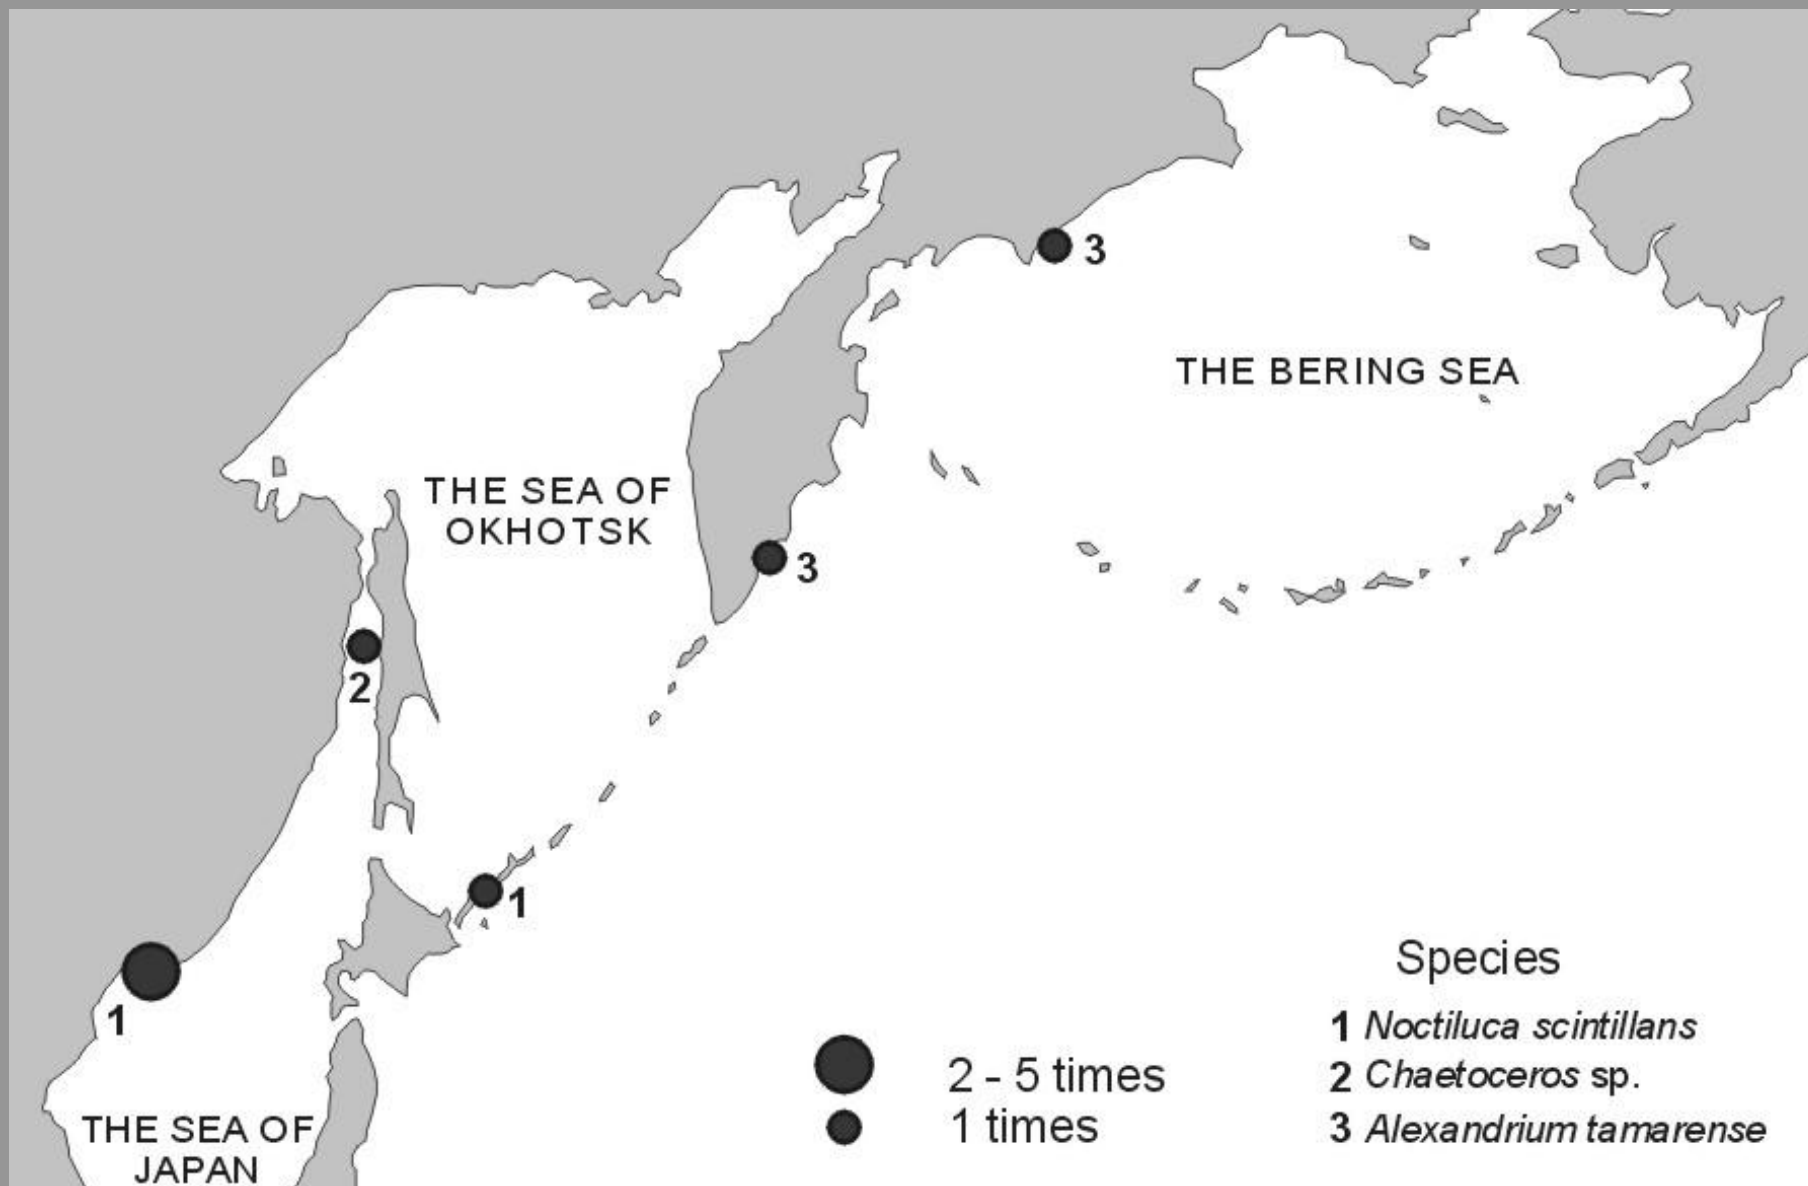 3
THE BERING SEA
THE SEA OF
OKHOTSK
3
2
1
1
THE SEA OF
JAPAN
2 - 5 times
1 times
Species
1 Noctiluca scintillans
2 Chaetoceros sp.
3 Alexandrium tamarense